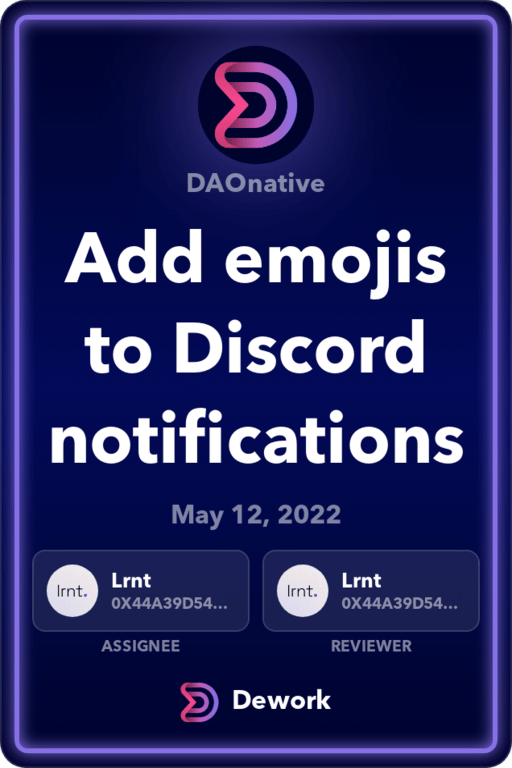 DAOnative
Add emojis
to Discord
notifications
May 12, 2022
lrnt.
Lrnt
0X44A39D54...
lrnt.
Lrnt
0X44A39D54...
ASSIGNEE
REVIEWER
Dework